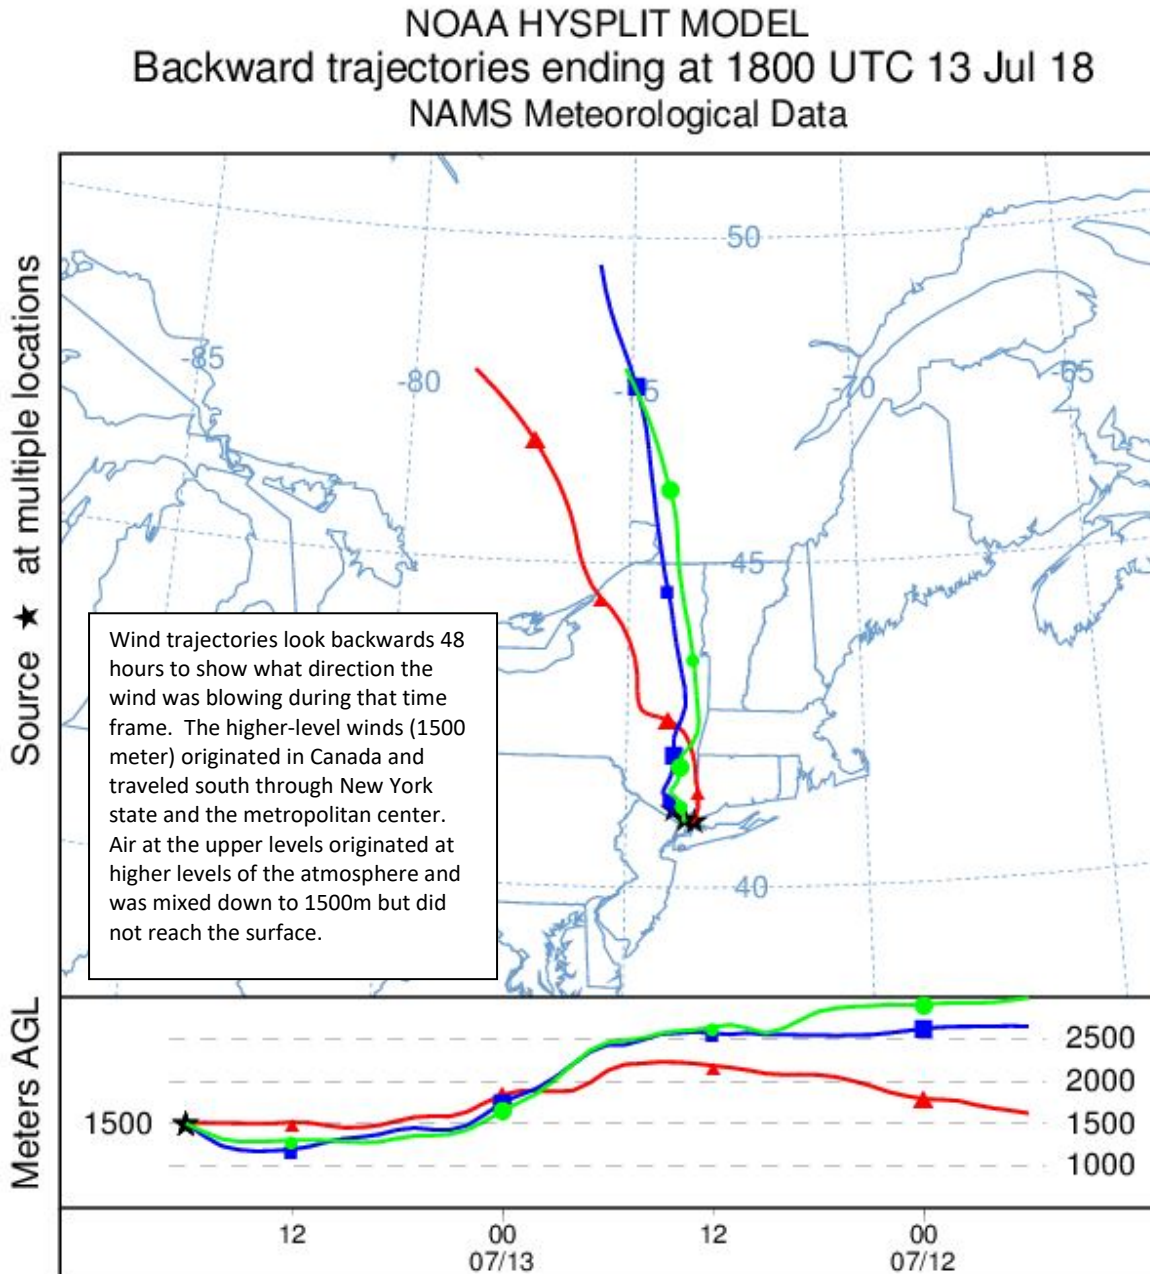 NOAA HYSPLIT MODEL
Backward trajectories ending at 1800 UTC 13 Jul 18
NAMS Meteorological Data
Source ★ at multiple locations
50
-85
-80
-70
-65
45
40
Wind trajectories look backwards 48
hours to show what direction the
wind was blowing during that time
frame. The higher-level winds (1500
meter) originated in Canada and
traveled south through New York
state and the metropolitan center.
Air at the upper levels originated at
higher levels of the atmosphere and
was mixed down to 1500m but did
not reach the surface.
Meters AGL
1500
2500
2000
1500
1000
12 00 12 00
07/13 07/12